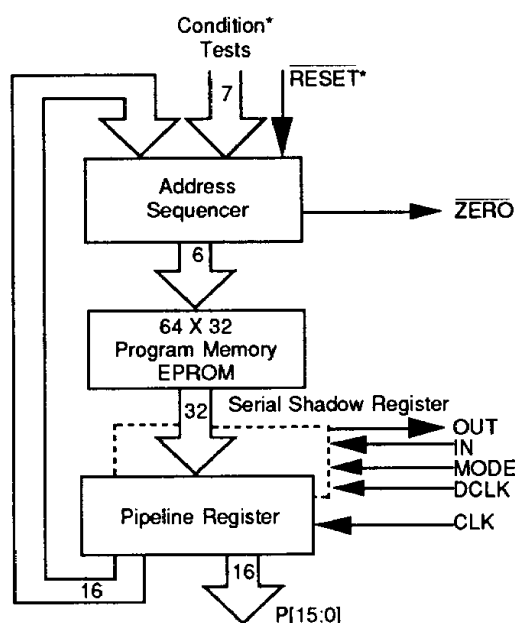 Condition*
Tests
7
RESET*
Address
Sequencer
ZERO
6
64 X 32
Program Memory
EPROM
32
Serial Shadow Register
OUT
IN
MODE
DCLK
Pipeline Register
CLK
16
16
P[15:0]